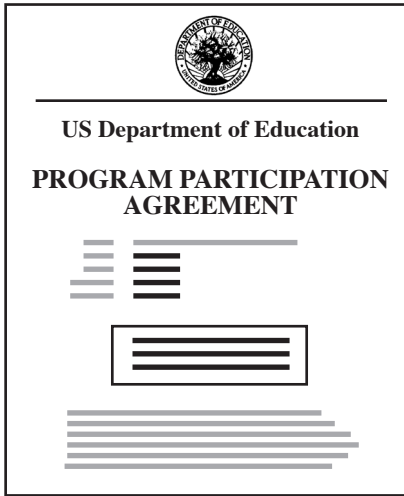 DEPARTMENT OF EDUCATION
UNITED STATES OF AMERICA
US Department of Education
PROGRAM PARTICIPATION
AGREEMENT